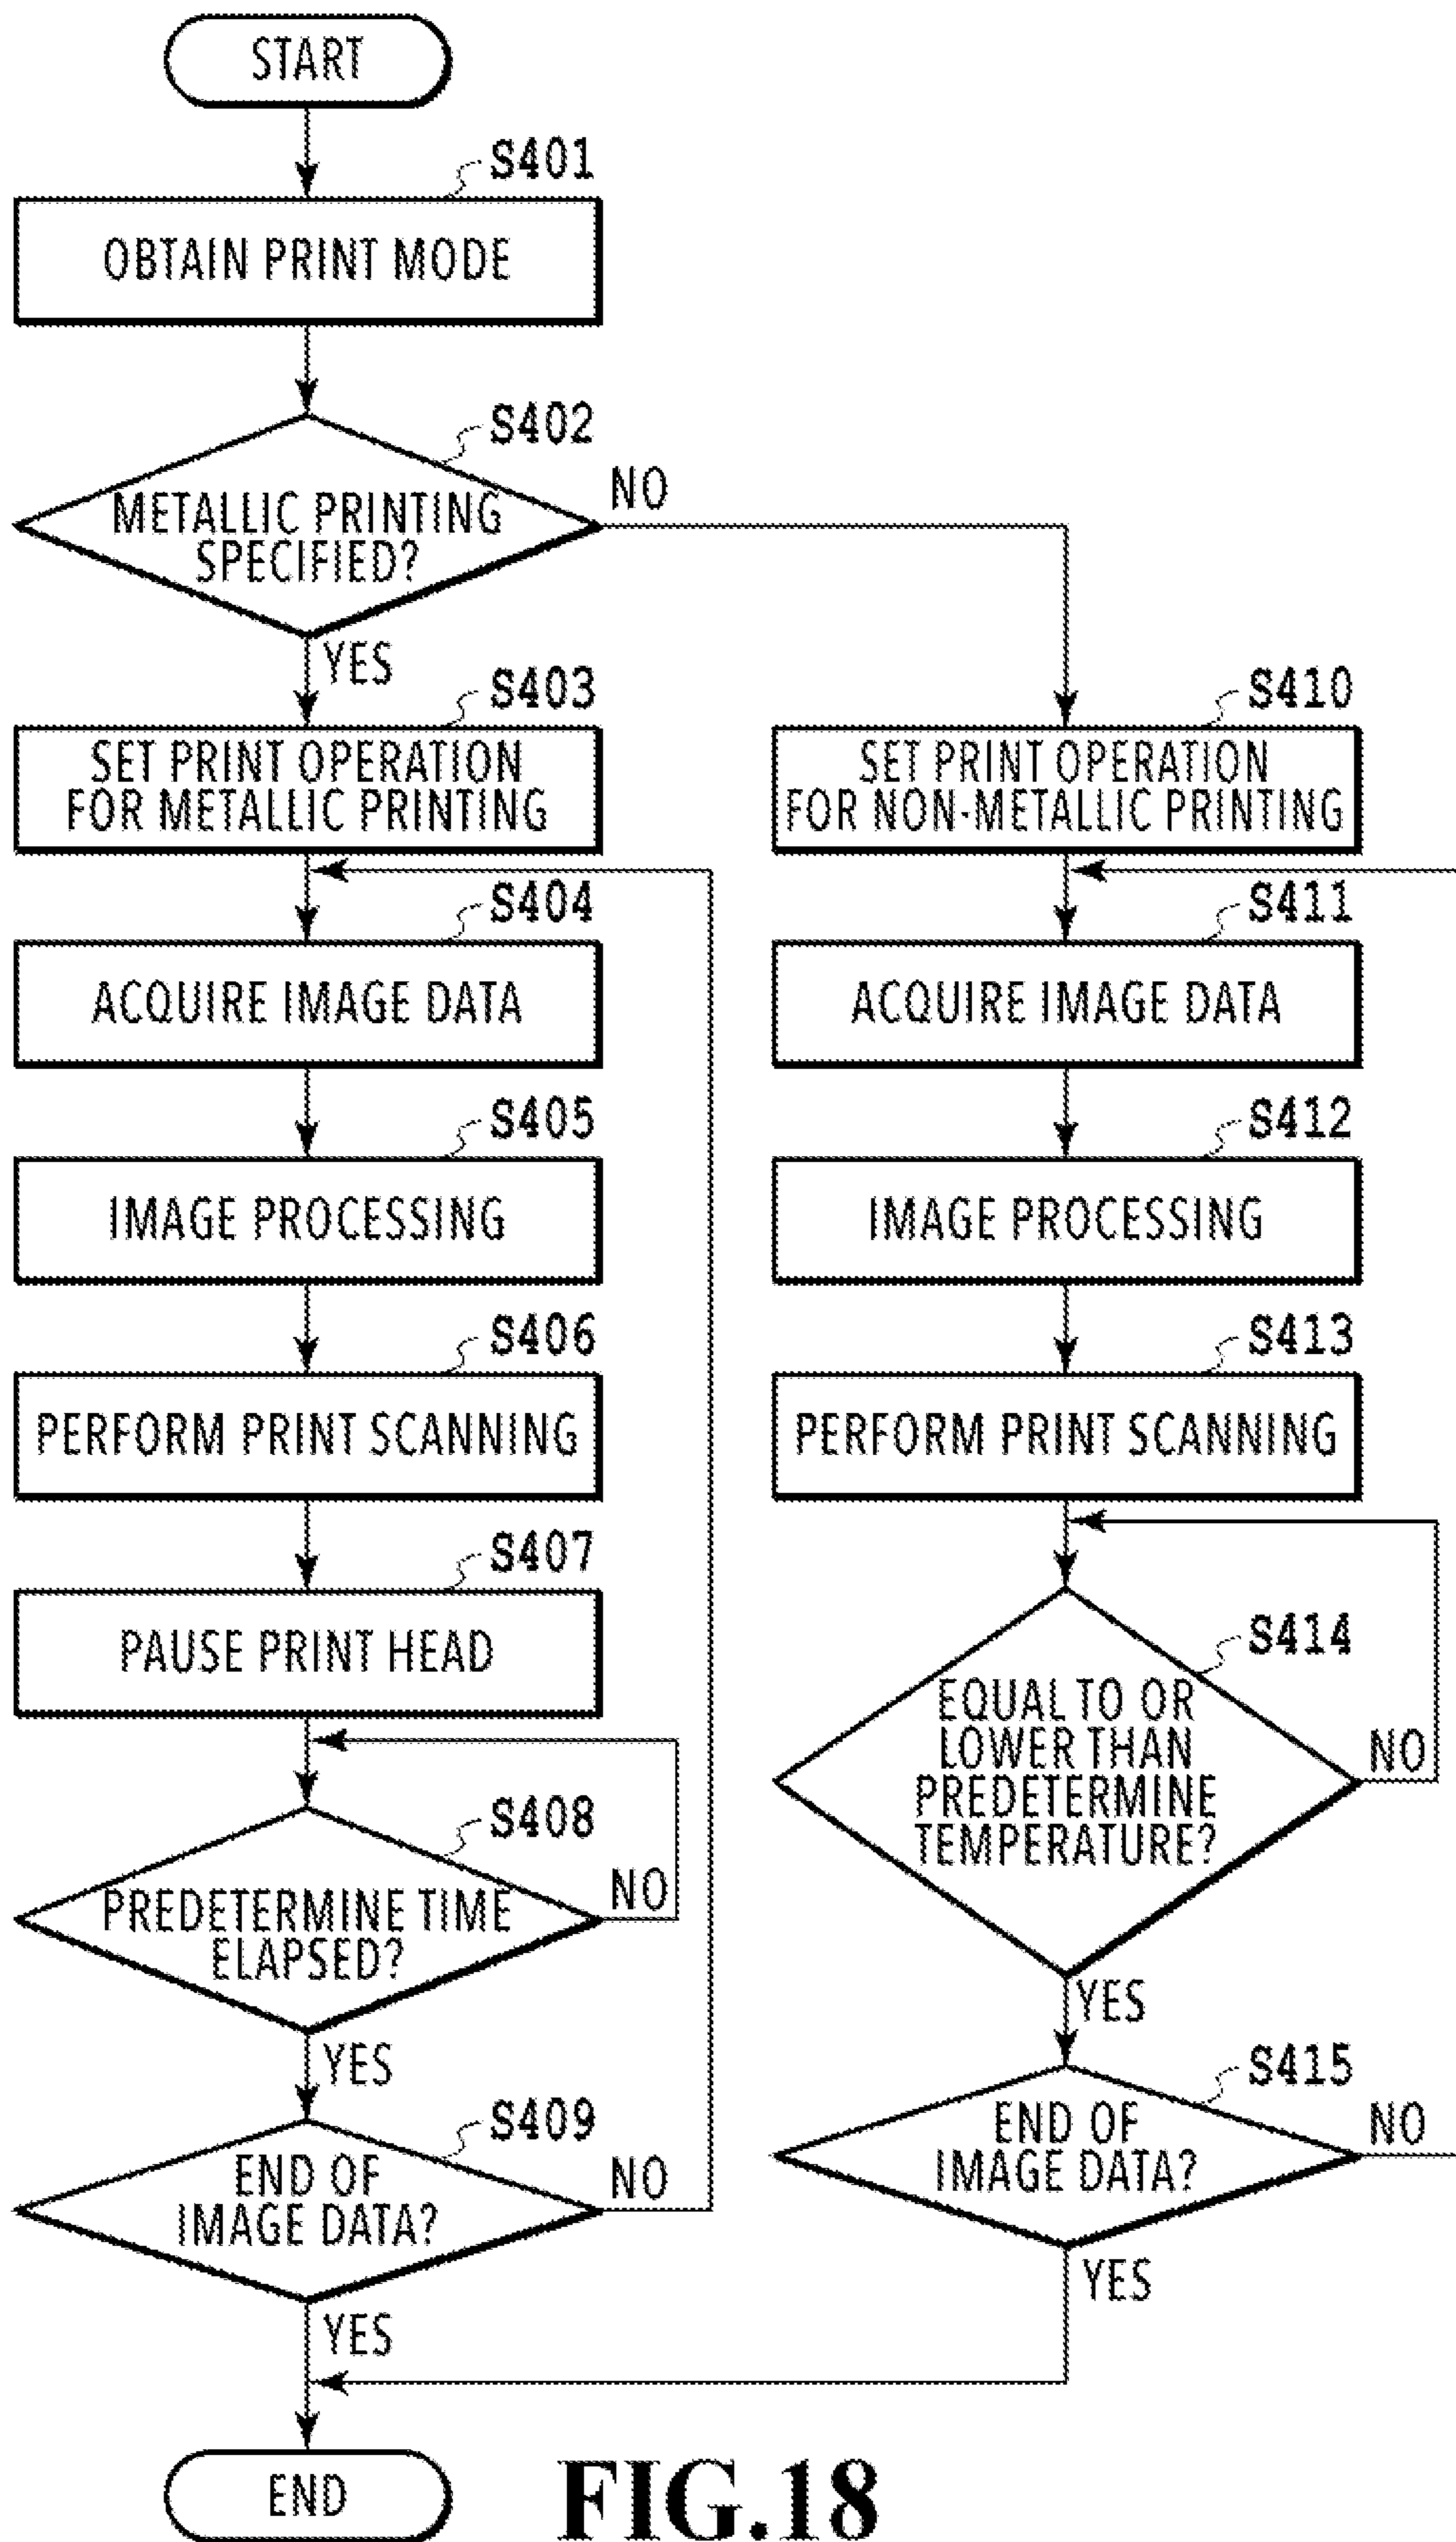 START
S401
OBTAIN PRINT MODE
S402
METALLIC PRINTING
SPECIFIED?
NO
YES
S403
SET PRINT OPERATION
FOR METALLIC PRINTING
S404
ACQUIRE IMAGE DATA
S405
IMAGE PROCESSING
S406
PERFORM PRINT SCANNING
S407
PAUSE PRINT HEAD
S408
PREDETERMINE TIME
ELAPSED?
NO
YES
S409
END OF
IMAGE DATA?
NO
YES
S410
SET PRINT OPERATION
FOR NON-METALLIC PRINTING
S411
ACQUIRE IMAGE DATA
S412
IMAGE PROCESSING
S413
PERFORM PRINT SCANNING
S414
EQUAL TO OR
LOWER THAN
PREDETERMINE
TEMPERATURE?
NO
YES
S415
END OF
IMAGE DATA?
NO
YES
END
FIG.18